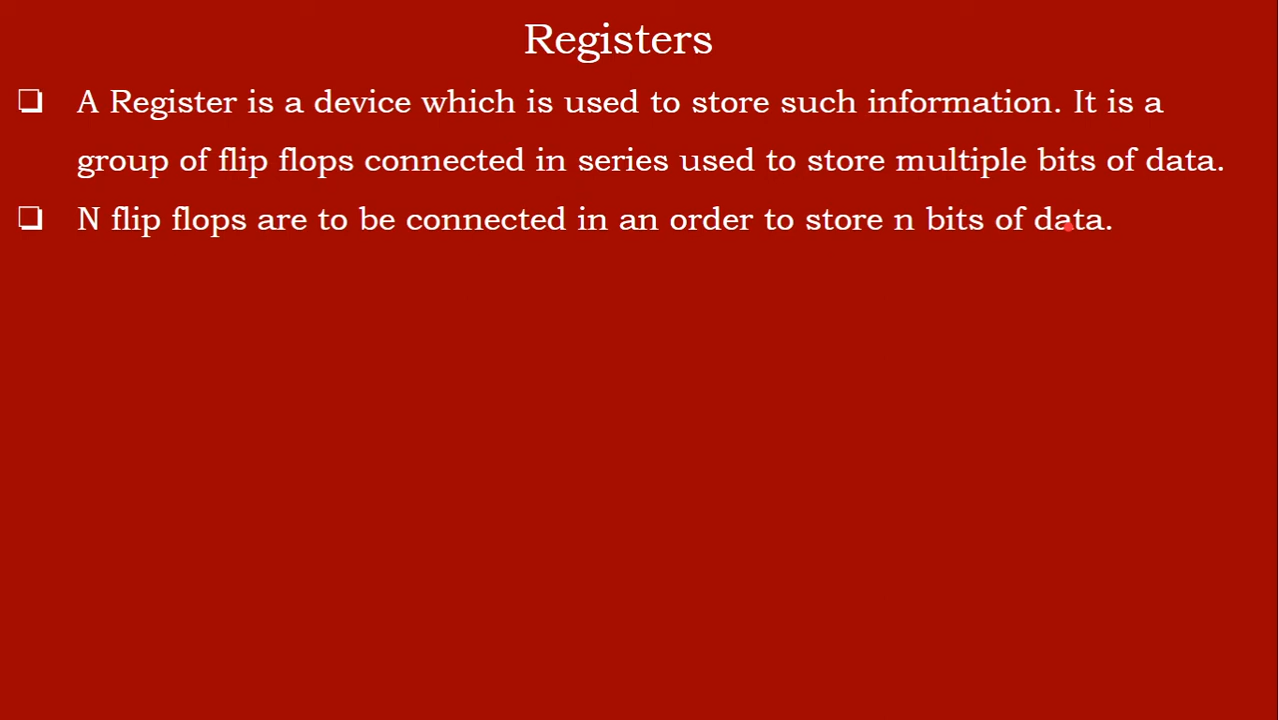 Registers
❑ A Register is a device which is used to store such information. It is a
group of flip flops connected in series used to store multiple bits of data.
❑ N flip flops are to be connected in an order to store n bits of data.